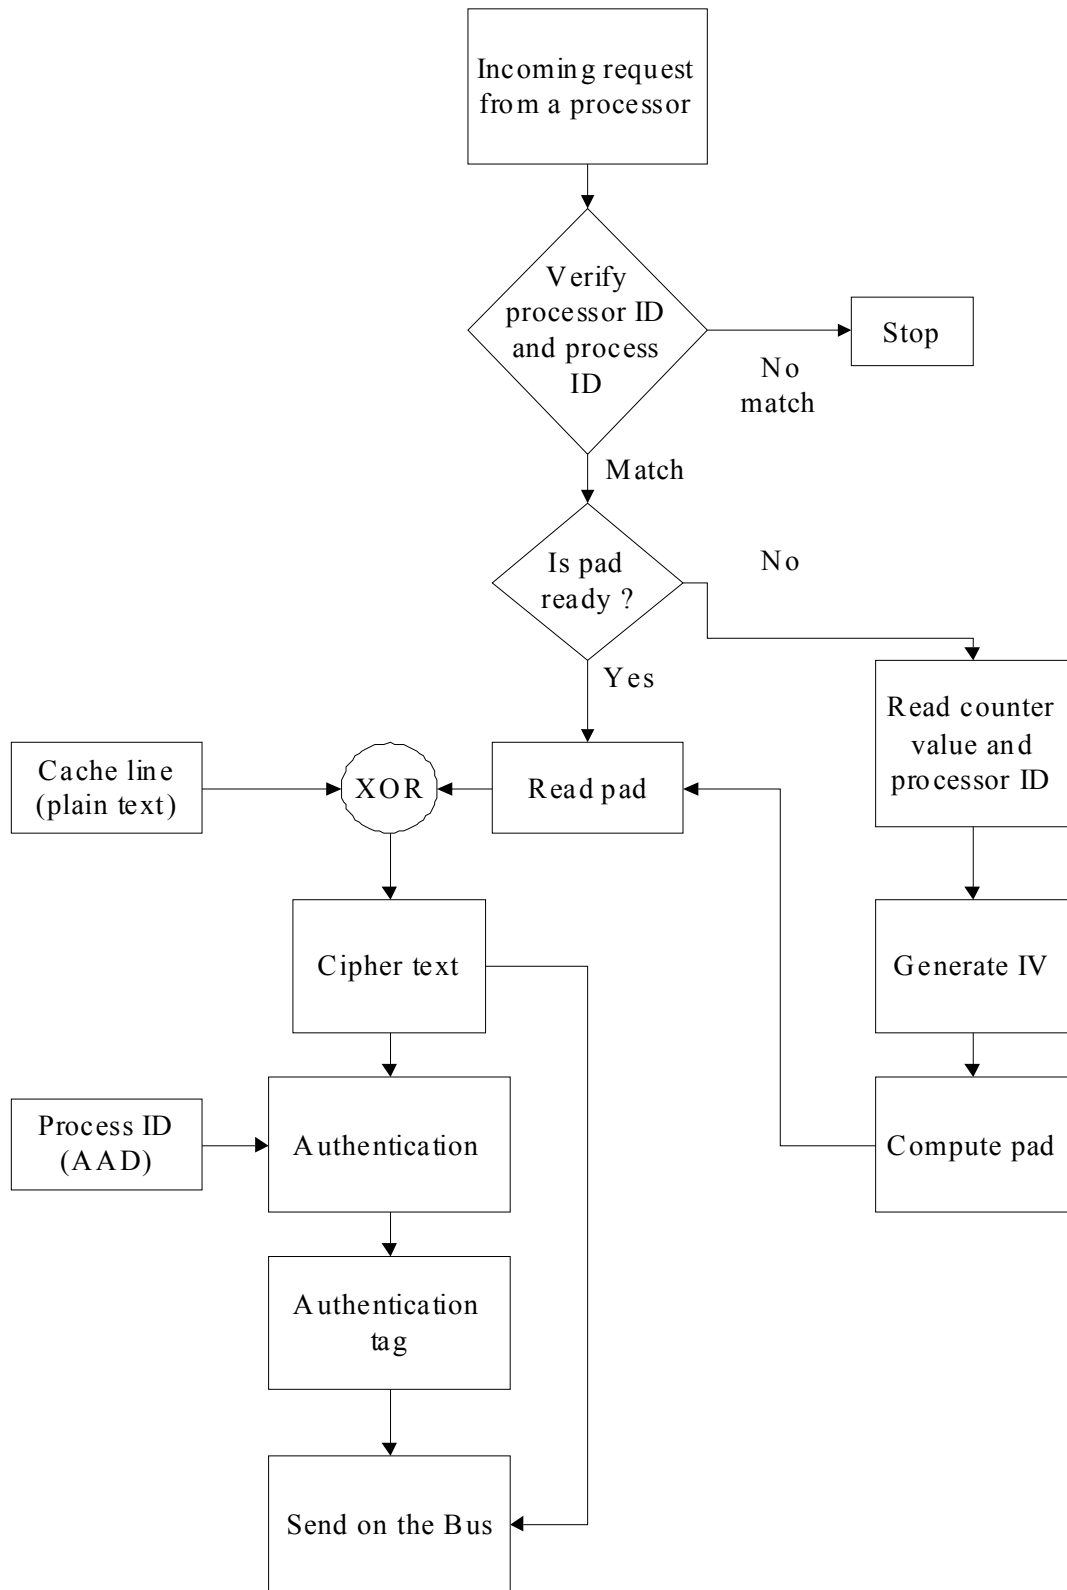 Incoming request
from a processor
Verify
processor ID
and process
ID
Stop
No
match
Match
Is pad
ready ?
No
Yes
Read counter
value and
processor ID
Cache line
(plain text)
XOR
Read pad
Cipher text
Generate IV
Process ID
(AAD)
Authentication
Compute pad
Authentication
tag
Send on the Bus